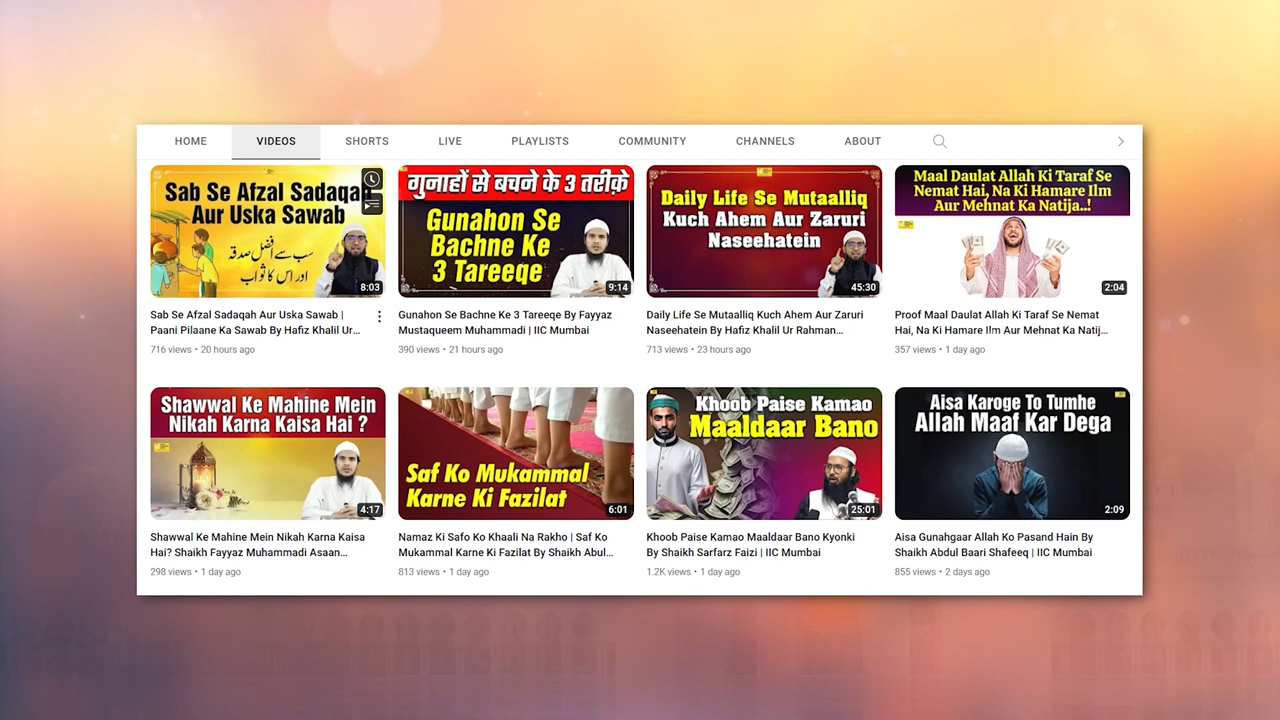 HOME VIDEOS SHORTS LIVE PLAYLISTS COMMUNITY CHANNELS ABOUT
Sab Se Afzal Sadaqah
Aur Uska Sawab
سب سے افضل صدقہ
اور اس کا ثواب
8:03
Sab Se Afzal Sadaqah Aur Uska Sawab |
Paani Pilaane Ka Sawab By Hafiz Khalil Ur...
716 views • 20 hours ago
गुनाहों से बचने के 3 तरीक़े
Gunahon Se
Bachne Ke
3 Tareeqe
9:14
Gunahon Se Bachne Ke 3 Tareeqe By Fayyaz
Mustaqueem Muhammadi | IIC Mumbai
390 views • 21 hours ago
Daily Life Se Mutaalliq
Kuch Ahem Aur Zaruri
Naseehatein
45:30
Daily Life Se Mutaalliq Kuch Ahem Aur Zaruri
Naseehatein By Hafiz Khalil Ur Rahman...
713 views • 23 hours ago
Maal Daulat Allah Ki Taraf Se
Nemat Hai, Na Ki Hamare Ilm
Aur Mehnat Ka Natija..!
2:04
Proof Maal Daulat Allah Ki Taraf Se Nemat
Hai, Na Ki Hamare Ilm Aur Mehnat Ka Natij...
357 views • 1 day ago
Shawwal Ke Mahine Mein
Nikah Karna Kaisa Hai ?
4:17
Shawwal Ke Mahine Mein Nikah Karna Kaisa
Hai? Shaikh Fayyaz Muhammadi Asaan...
298 views • 1 day ago
Saf Ko Mukammal
Karne Ki Fazilat
6:01
Namaz Ki Safo Ko Khaali Na Rakho | Saf Ko
Mukammal Karne Ki Fazilat By Shaikh Abul...
813 views • 1 day ago
Khoob Paise Kamao
Maaldaar Bano
25:01
Khoob Paise Kamao Maaldaar Bano Kyonki
By Shaikh Sarfarz Faizi | IIC Mumbai
1.2K views • 1 day ago
Aisa Karoge To Tumhe
Allah Maaf Kar Dega
2:09
Aisa Gunahgaar Allah Ko Pasand Hain By
Shaikh Abdul Baari Shafeeq | IIC Mumbai
855 views • 2 days ago